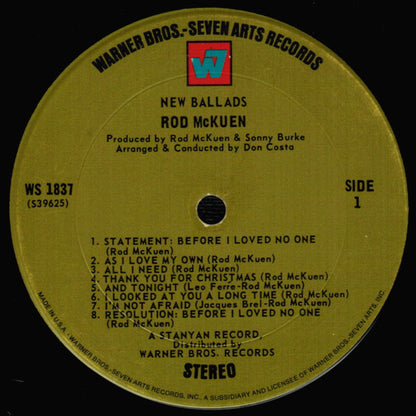 WARNER BROS.-SEVEN ARTS RECORDS
W7
NEW BALLADS
ROD McKUEN
Produced by Rod McKuen & Sonny Burke
Arranged & Conducted by Don Costa
WS 1837
(S39625)
SIDE
1
1. STATEMENT: BEFORE I LOVED NO ONE
(Rod McKuen)
2. AS I LOVE MY OWN (Rod McKuen)
3. ALL I NEED (Rod McKuen)
4. THANK YOU FOR CHRISTMAS (Rod McKuen)
5. AND TONIGHT (Leo Ferre-Rod McKuen)
6. I LOOKED AT YOU A LONG TIME (Rod McKuen)
7. I'M NOT AFRAID (Jacques Brel-Rod McKuen)
8. RESOLUTION: BEFORE I LOVED NO ONE
(Rod McKuen)
A STANYAN RECORD,
Distributed by
WARNER BROS. RECORDS
STEREO
MADE IN U.S.A. • WARNER BROS.-SEVEN ARTS RECORDS, INC., A SUBSIDIARY AND LICENSEE OF WARNER BROS.-SEVEN ARTS, INC.